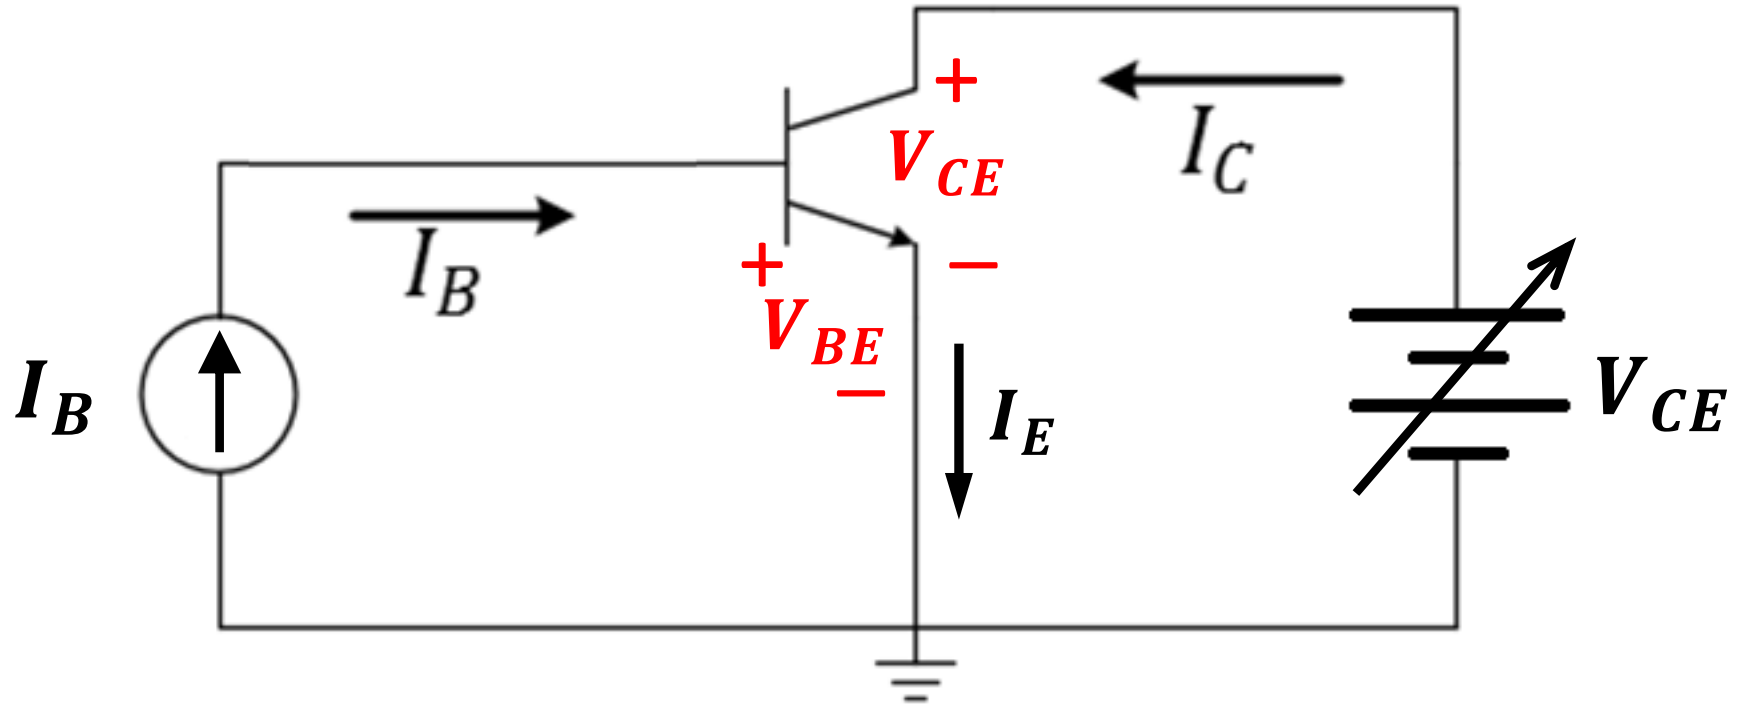 +
V_CE
I_C
I_B
−
+
V_BE
−
I_B
I_E
V_CE